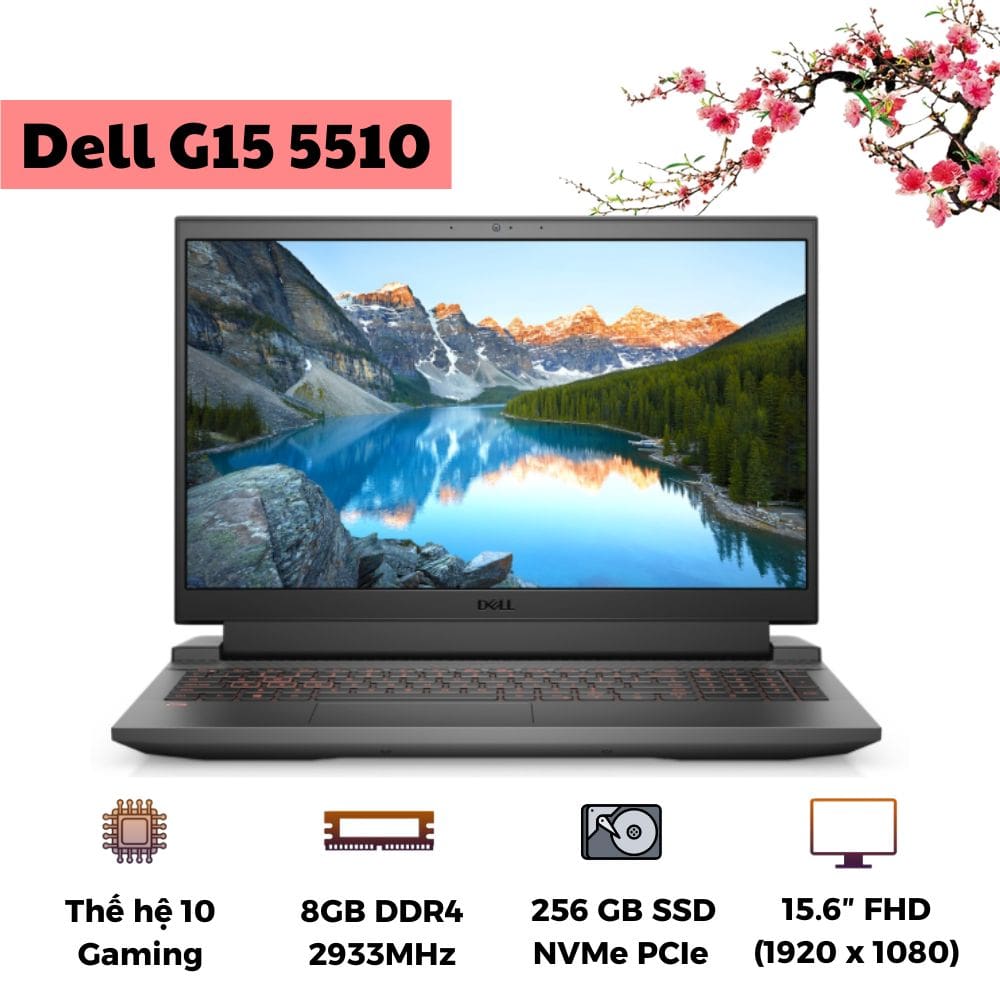 Dell G15 5510
DELL
Thế hệ 10
Gaming
8GB DDR4
2933MHz
256 GB SSD
NVMe PCIe
15.6″ FHD
(1920 x 1080)